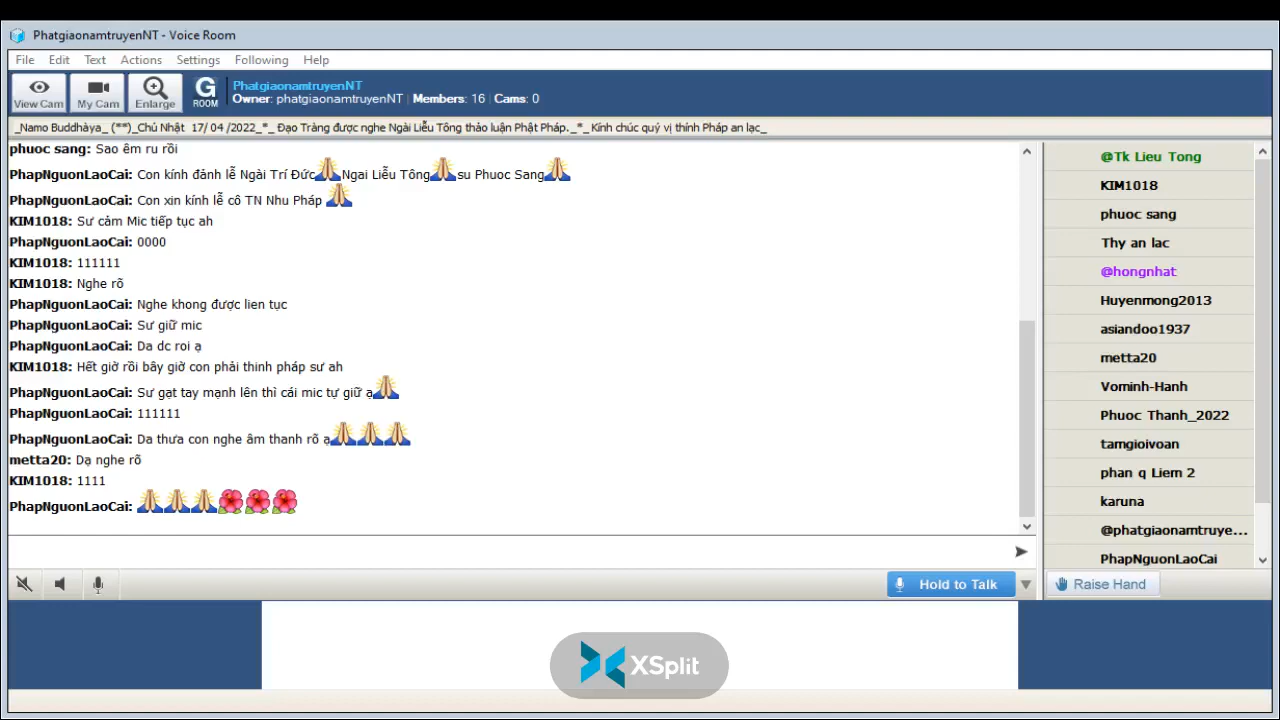 PhatgiaonamtruyenNT - Voice Room
File Edit Text Actions Settings Following Help
View Cam My Cam Enlarge G ROOM
PhatgiaonamtruyenNT
Owner: phatgiaonamtruyenNT Members: 16 Cams: 0
_Namo Buddhàya_ (**)_Chủ Nhật 17/ 04 /2022_*_ Đạo Tràng được nghe Ngài Liễu Tông thảo luận Phật Pháp._*_ Kính chúc quý vị thính Pháp an lạc_
phuoc sang: Sao êm ru rồi
PhapNguonLaoCai: Con kính đảnh lễ Ngài Trí Đức Ngai Liễu Tông su Phuoc Sang
PhapNguonLaoCai: Con xin kính lễ cô TN Nhu Pháp
KIM1018: Sư cảm Mic tiếp tục ah
PhapNguonLaoCai: 0000
KIM1018: 111111
KIM1018: Nghe rõ
PhapNguonLaoCai: Nghe khong được lien tục
PhapNguonLaoCai: Sư giữ mic
PhapNguonLaoCai: Da dc roi ạ
KIM1018: Hết giờ rồi bây giờ con phải thinh pháp sư ah
PhapNguonLaoCai: Sư gạt tay mạnh lên thì cái mic tự giữ ạ
PhapNguonLaoCai: 111111
PhapNguonLaoCai: Da thưa con nghe âm thanh rõ ạ
metta20: Dạ nghe rõ
KIM1018: 1111
PhapNguonLaoCai:
@Tk Lieu Tong
KIM1018
phuoc sang
Thy an lac
@hongnhat
Huyenmong2013
asiandoo1937
metta20
Vominh-Hanh
Phuoc Thanh_2022
tamgioivoan
phan q Liem 2
karuna
@phatgiaonamtruye...
PhapNguonLaoCai
Hold to Talk
Raise Hand
XSplit